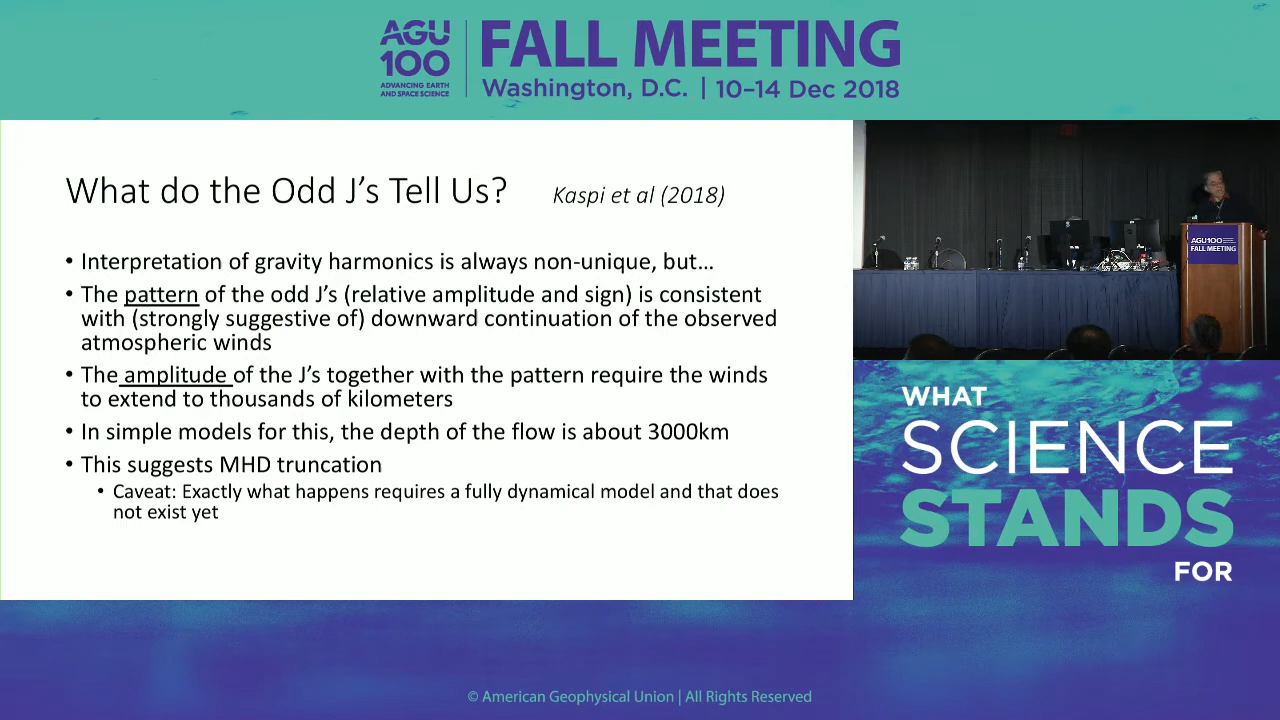 AGU
100
ADVANCING EARTH
AND SPACE SCIENCE
FALL MEETING
Washington, D.C. | 10–14 Dec 2018
What do the Odd J’s Tell Us? Kaspi et al (2018)
• Interpretation of gravity harmonics is always non-unique, but…
• The pattern of the odd J’s (relative amplitude and sign) is consistent
with (strongly suggestive of) downward continuation of the observed
atmospheric winds
• The amplitude of the J’s together with the pattern require the winds
to extend to thousands of kilometers
• In simple models for this, the depth of the flow is about 3000km
• This suggests MHD truncation
• Caveat: Exactly what happens requires a fully dynamical model and that does
not exist yet
AGU100
FALL MEETING
WHAT
SCIENCE
STANDS
FOR
© American Geophysical Union | All Rights Reserved